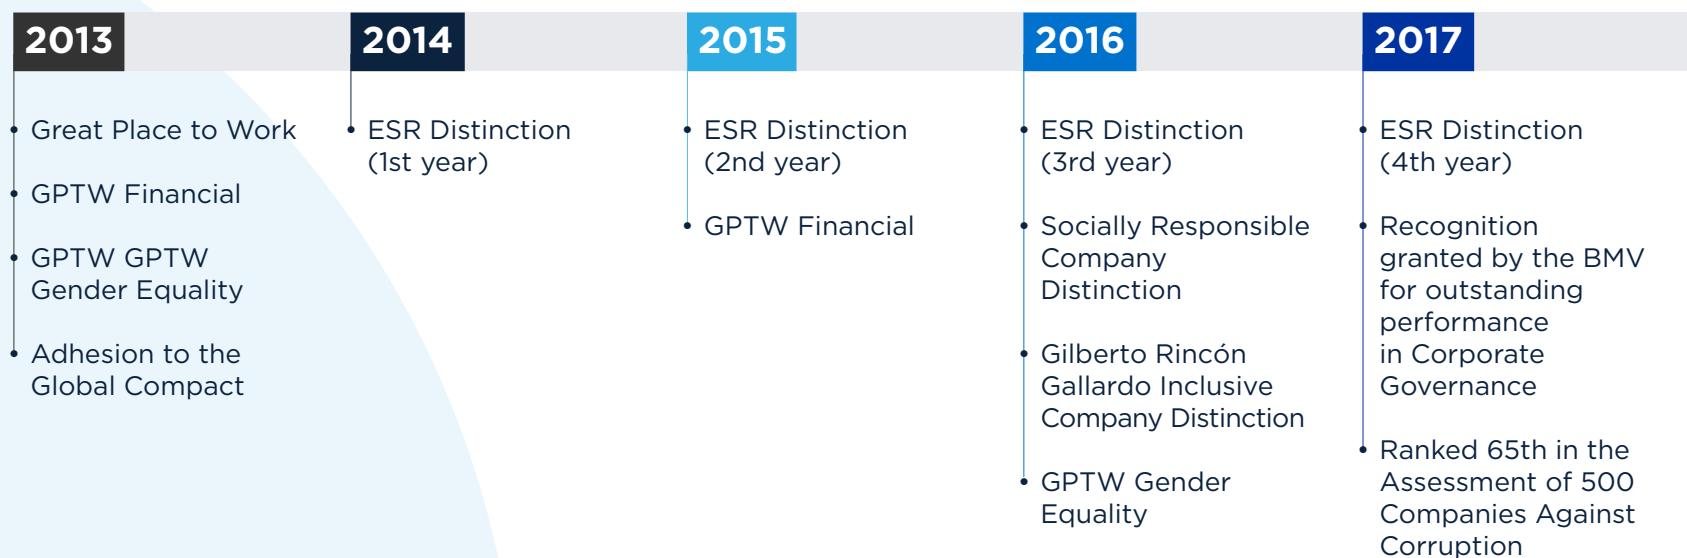 2013
• Great Place to Work
• GPTW Financial
• GPTW GPTW
Gender Equality
• Adhesion to the
Global Compact
2014
• ESR Distinction
(1st year)
2015
• ESR Distinction
(2nd year)
• GPTW Financial
2016
• ESR Distinction
(3rd year)
• Socially Responsible
Company
Distinction
• Gilberto Rincón
Gallardo Inclusive
Company Distinction
• GPTW Gender
Equality
2017
• ESR Distinction
(4th year)
• Recognition
granted by the BMV
for outstanding
performance
in Corporate
Governance
• Ranked 65th in the
Assessment of 500
Companies Against
Corruption